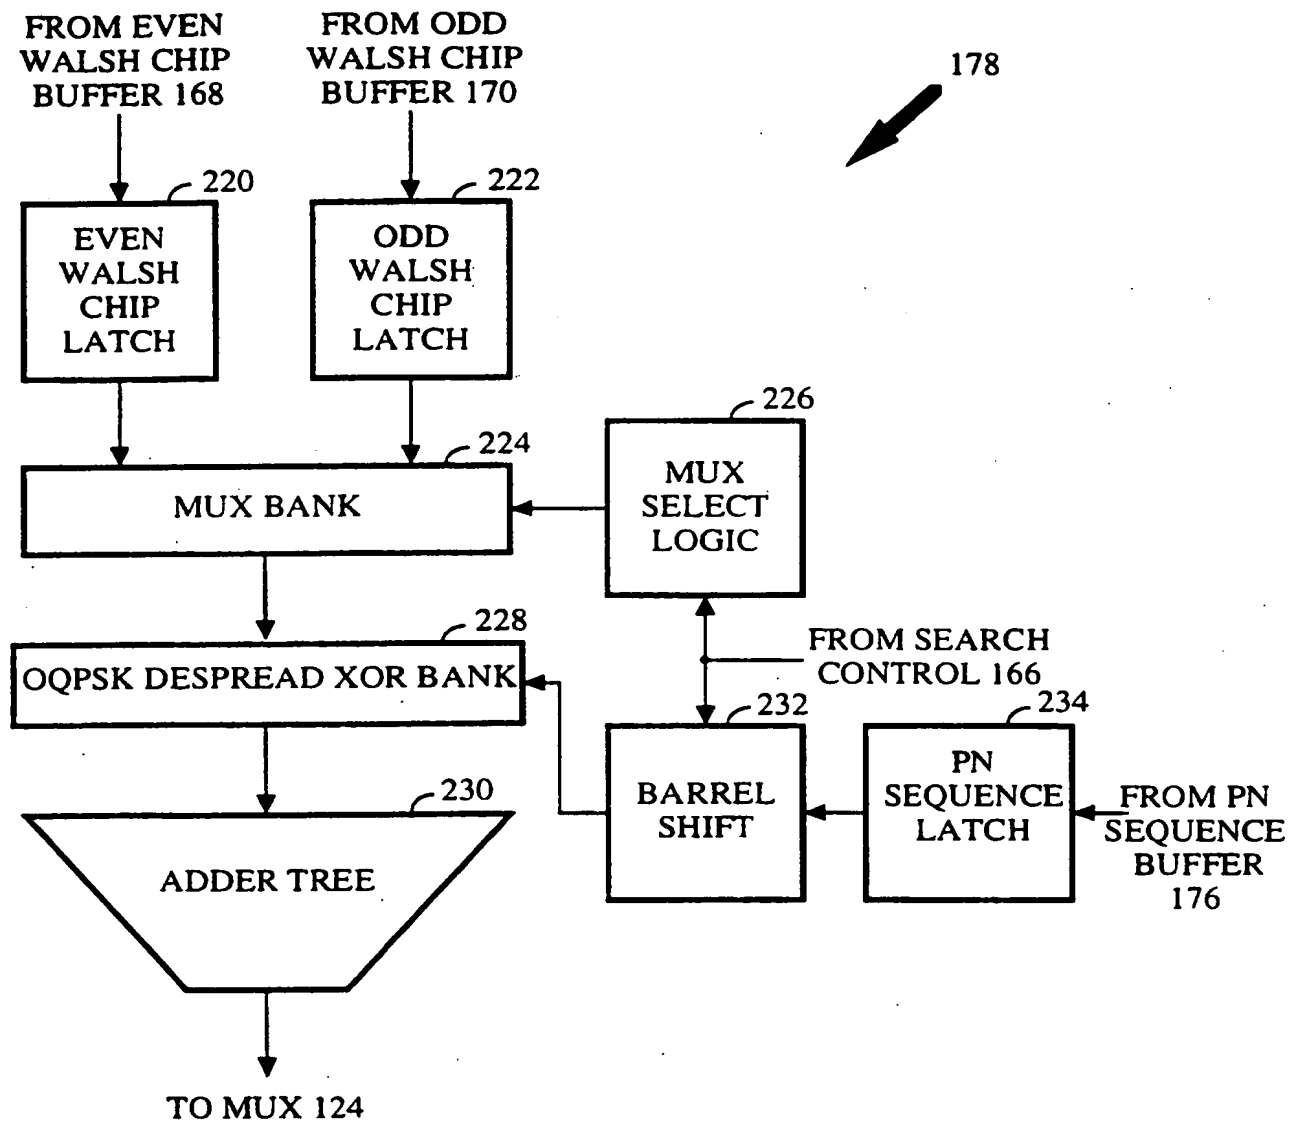 FROM EVEN
WALSH CHIP
BUFFER 168
FROM ODD
WALSH CHIP
BUFFER 170
178
220
EVEN
WALSH
CHIP
LATCH
222
ODD
WALSH
CHIP
LATCH
224
MUX BANK
226
MUX
SELECT
LOGIC
228
OQPSK DESPREAD XOR BANK
FROM SEARCH
CONTROL 166
230
ADDER TREE
232
BARREL
SHIFT
234
PN
SEQUENCE
LATCH
FROM PN
SEQUENCE
BUFFER
176
TO MUX 124